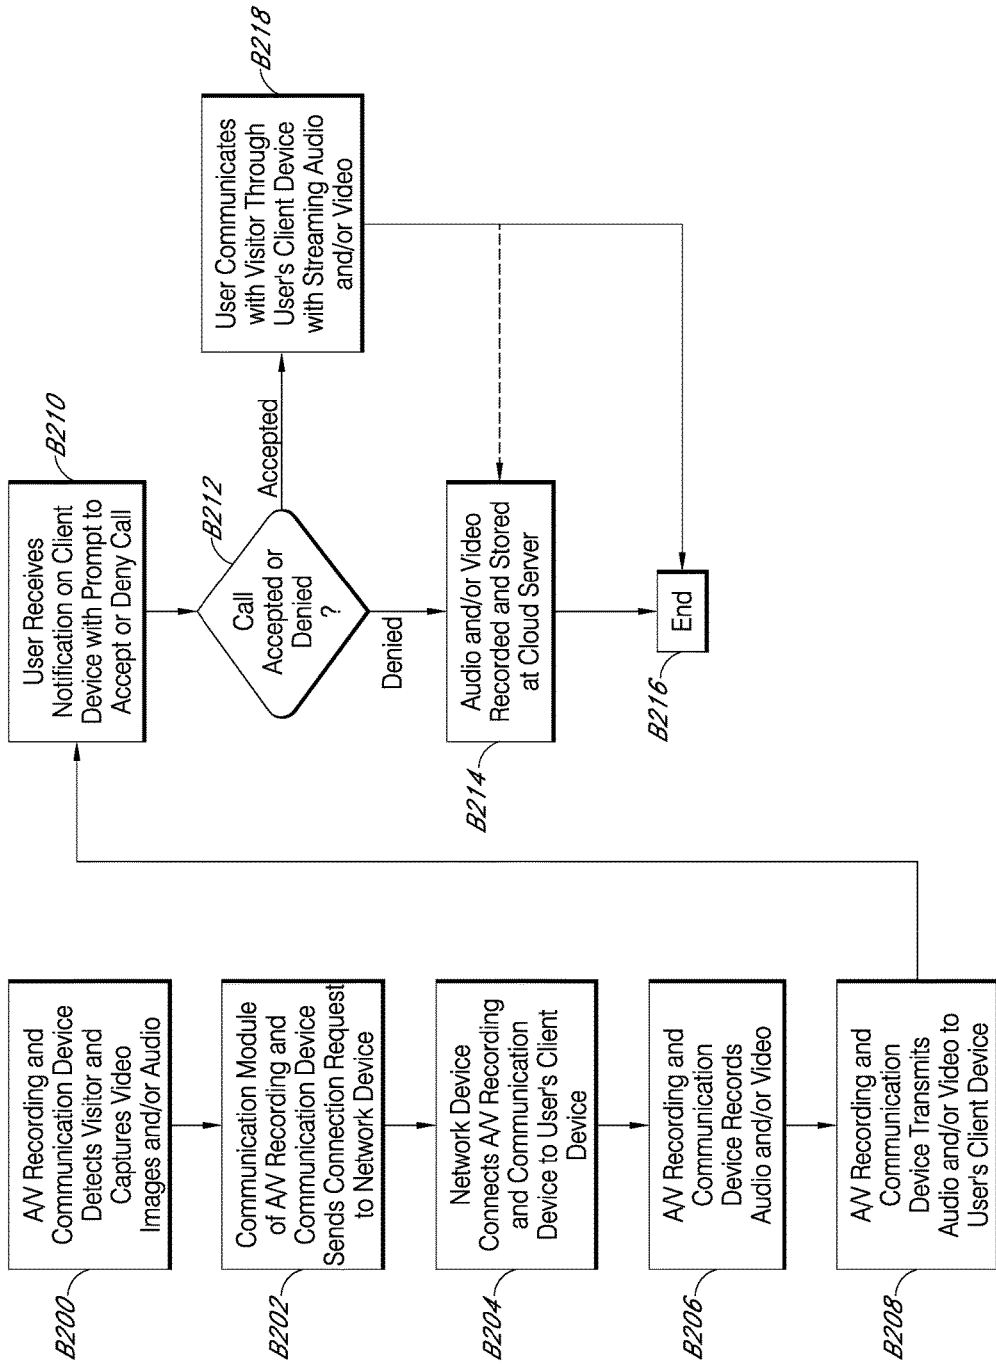 B200
A/V Recording and
Communication Device
Detects Visitor and
Captures Video
Images and/or Audio
B202
Communication Module
of A/V Recording and
Communication Device
Sends Connection Request
to Network Device
B204
Network Device
Connects A/V Recording
and Communication
Device to User's Client
Device
B206
A/V Recording and
Communication
Device Records
Audio and/or Video
B208
A/V Recording and
Communication
Device Transmits
Audio and/or Video to
User's Client Device
B210
User Receives
Notification on Client
Device with Prompt to
Accept or Deny Call
B212
Call
Accepted or
Denied
?
Accepted
Denied
B214
Audio and/or Video
Recorded and Stored
at Cloud Server
B216
End
B218
User Communicates
with Visitor Through
User's Client Device
with Streaming Audio
and/or Video